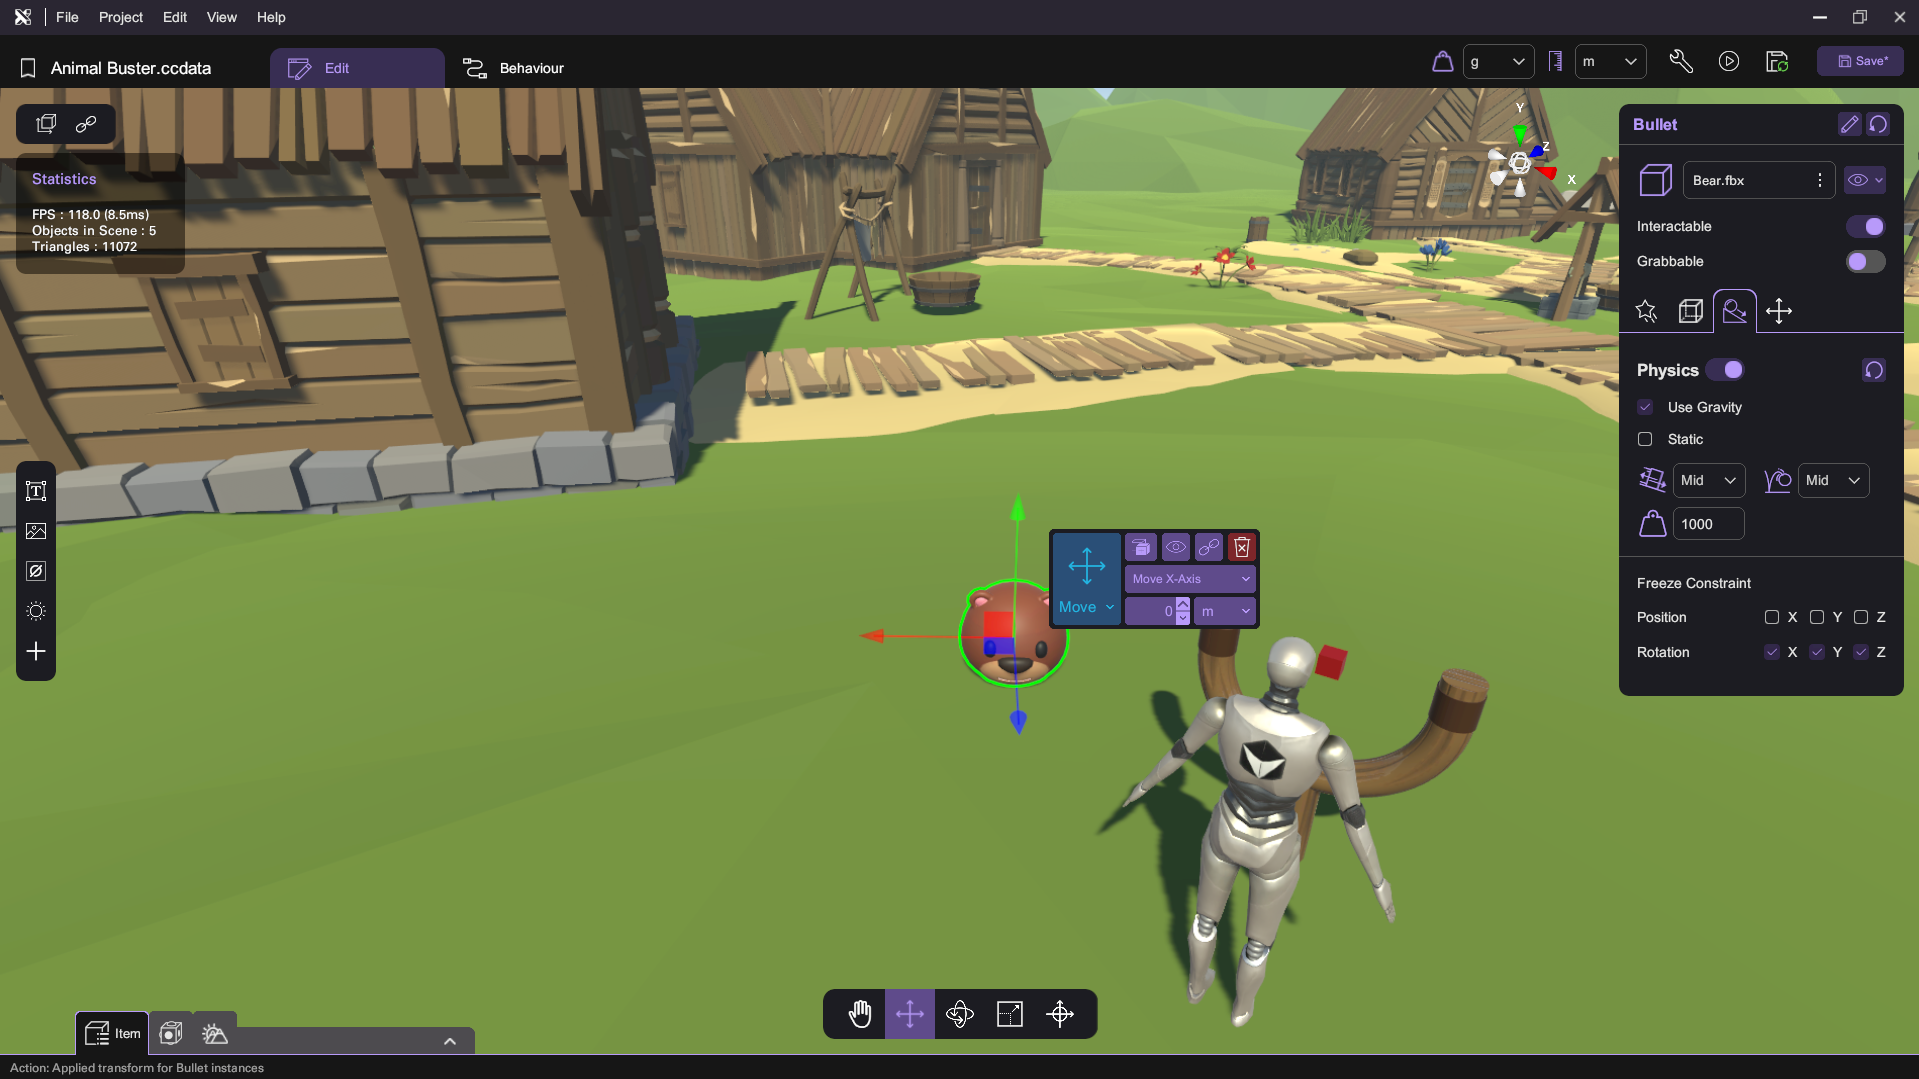 File Project Edit View Help
Animal Buster.ccdata
Edit
Behaviour
g
m
Save*
Statistics
FPS : 118.0 (8.5ms)
Objects in Scene : 5
Triangles : 11072
Y
Z
X
Bullet
Bear.fbx
Interactable
Grabbable
Physics
Use Gravity
Static
Mid
Mid
1000
Freeze Constraint
Position X Y Z
Rotation X Y Z
Move
Move X-Axis
0
m
Item
Action: Applied transform for Bullet instances